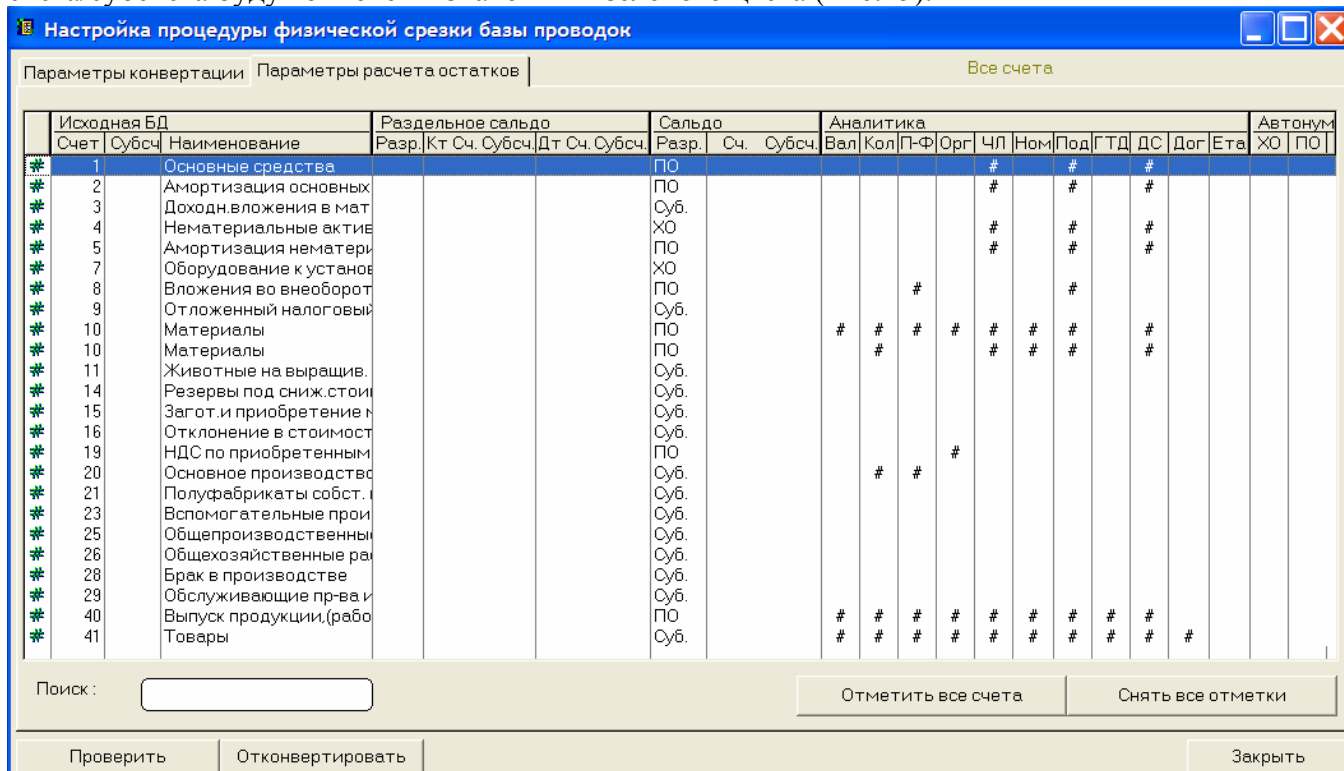 Настройка процедуры физической срезки базы проводок
Параметры конвертации Параметры расчета остатков Все счета
Исходная БД Раздельное сальдо Сальдо Аналитика Автоном
Счет Субсч Наименование Разр. Кт Сч. Субсч. Дт Сч. Субсч. Разр. Сч. Субсч. Вал Кол П-Ф Орг ЧЛ Ном Под ГТД ДС Дог Ета ХО ПО
# 1 Основные средства ПО # # #
# 2 Амортизация основных ПО # # #
# 3 Доходн.вложения в мат Суб.
# 4 Нематериальные актив ХО # # #
# 5 Амортизация нематери ПО # # #
# 7 Оборудование к установ ХО
# 8 Вложения во внеоборот ПО # #
# 9 Отложенный налоговый Суб.
# 10 Материалы ПО # # # # # # # #
# 10 Материалы ПО # # # # #
# 11 Животные на выращив. Суб.
# 14 Резервы под сниж.стои Суб.
# 15 Загот.и приобретение м Суб.
# 16 Отклонение в стоимост Суб.
# 19 НДС по приобретенным ПО #
# 20 Основное производство Суб. # #
# 21 Полуфабрикаты собст. Суб.
# 23 Вспомогательные прои Суб.
# 25 Общепроизводственны Суб.
# 26 Общехозяйственные ра Суб.
# 28 Брак в производстве Суб.
# 29 Обслуживающие пр-ва и Суб.
# 40 Выпуск продукции,(рабо ПО # # # # # # # # #
# 41 Товары Суб. # # # # # # # # # #
Поиск :
Отметить все счета Снять все отметки
Проверить Отконвертировать Закрыть